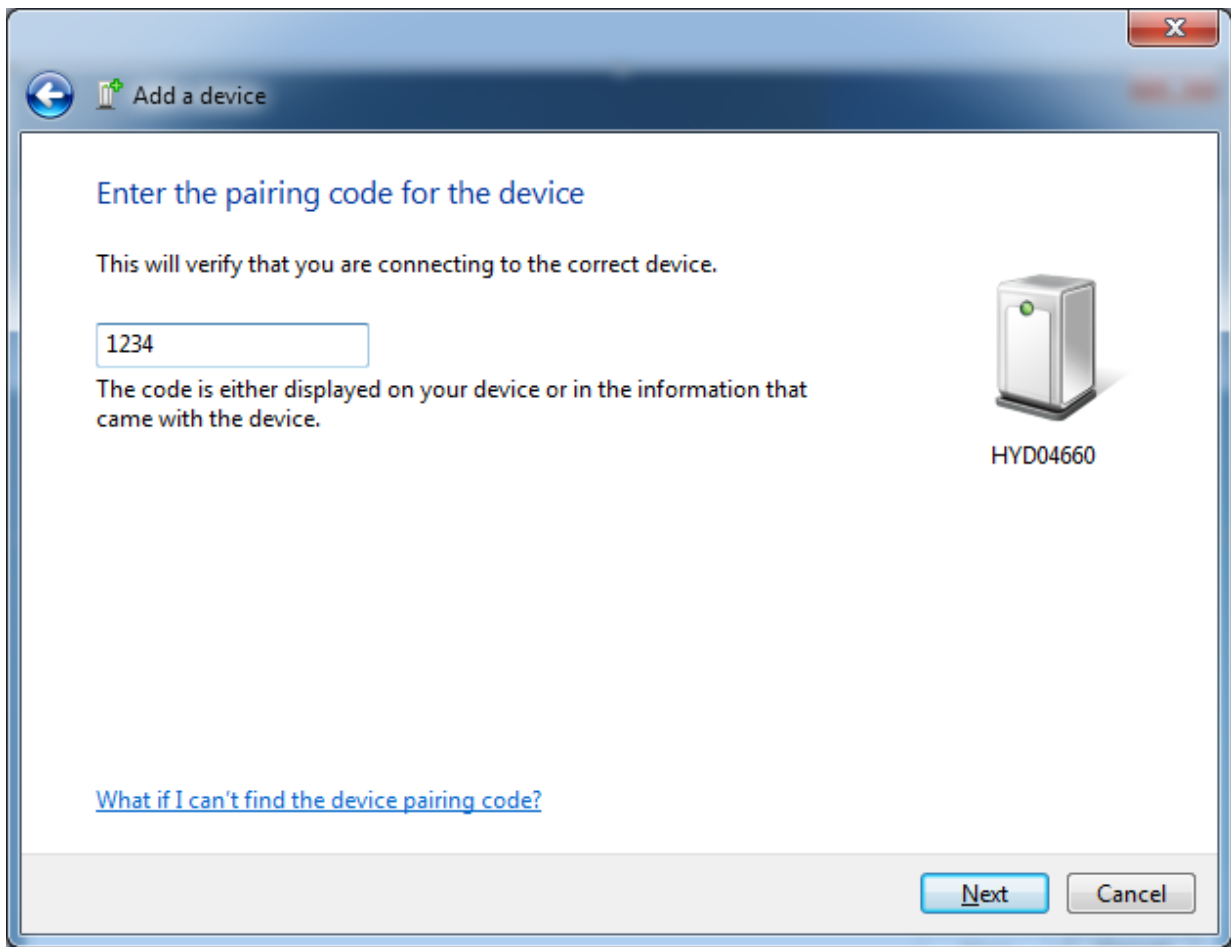 Add a device
Enter the pairing code for the device
This will verify that you are connecting to the correct device.
1234
The code is either displayed on your device or in the information that
came with the device.
HYD04660
What if I can't find the device pairing code?
Next
Cancel